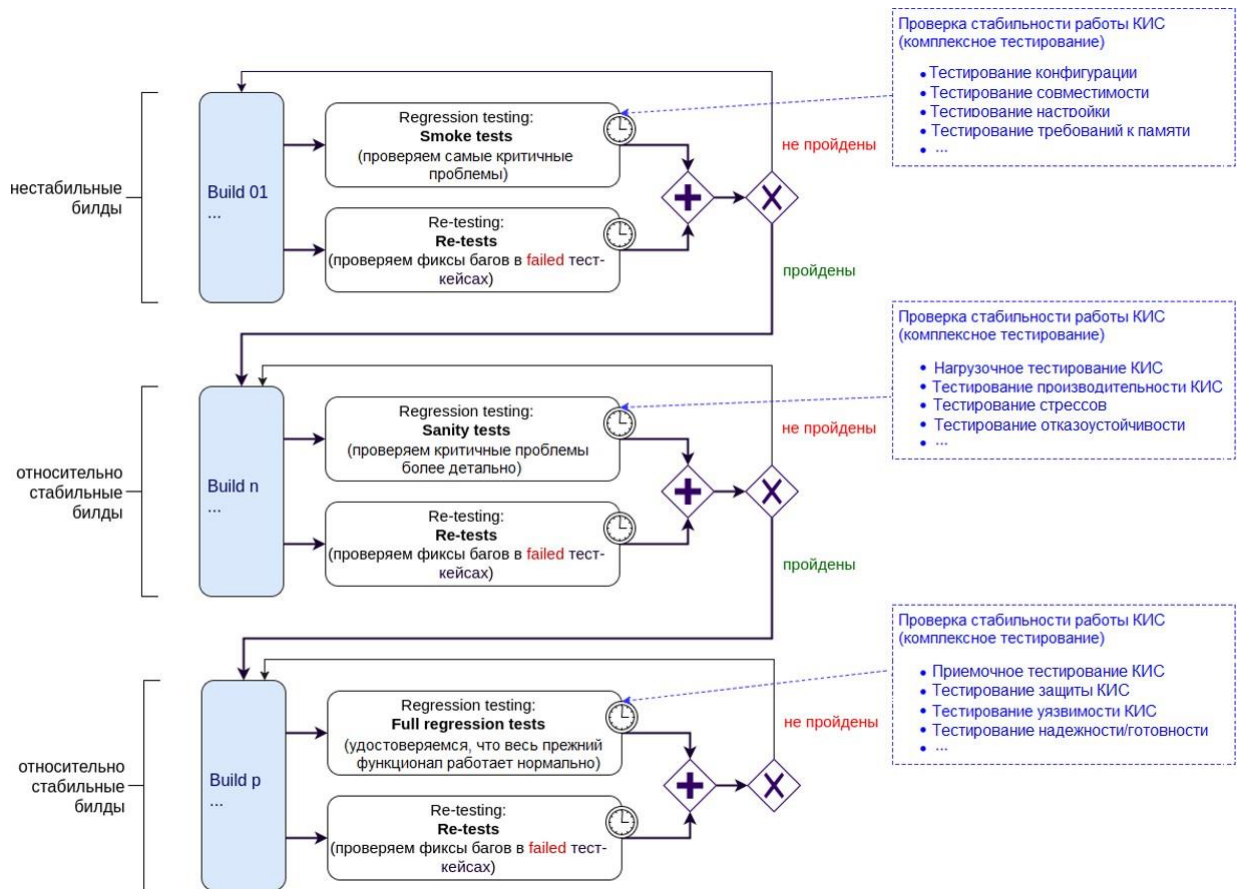 Проверка стабильности работы КИС
(комплексное тестирование)
• Тестирование конфигурации
• Тестирование совместимости
• Тестирование настройки
• Тестирование требований к памяти
• ...
нестабильные
билды
Build 01
...
Regression testing:
Smoke tests
(проверяем самые критичные
проблемы)
Re-testing:
Re-tests
(проверяем фиксы багов в failed тест-
кейсах)
не пройдены
пройдены
Проверка стабильности работы КИС
(комплексное тестирование)
• Нагрузочное тестирование КИС
• Тестирование производительности КИС
• Тестирование стрессов
• Тестирование отказоустойчивости
• ...
относительно
стабильные
билды
Build n
...
Regression testing:
Sanity tests
(проверяем критичные проблемы
более детально)
Re-testing:
Re-tests
(проверяем фиксы багов в failed тест-
кейсах)
не пройдены
пройдены
Проверка стабильности работы КИС
(комплексное тестирование)
• Приемочное тестирование КИС
• Тестирование защиты КИС
• Тестирование уязвимости КИС
• Тестирование надежности/готовности
• ...
относительно
стабильные
билды
Build p
...
Regression testing:
Full regression tests
(удостоверяемся, что весь прежний
функционал работает нормально)
Re-testing:
Re-tests
(проверяем фиксы багов в failed тест-
кейсах)
не пройдены